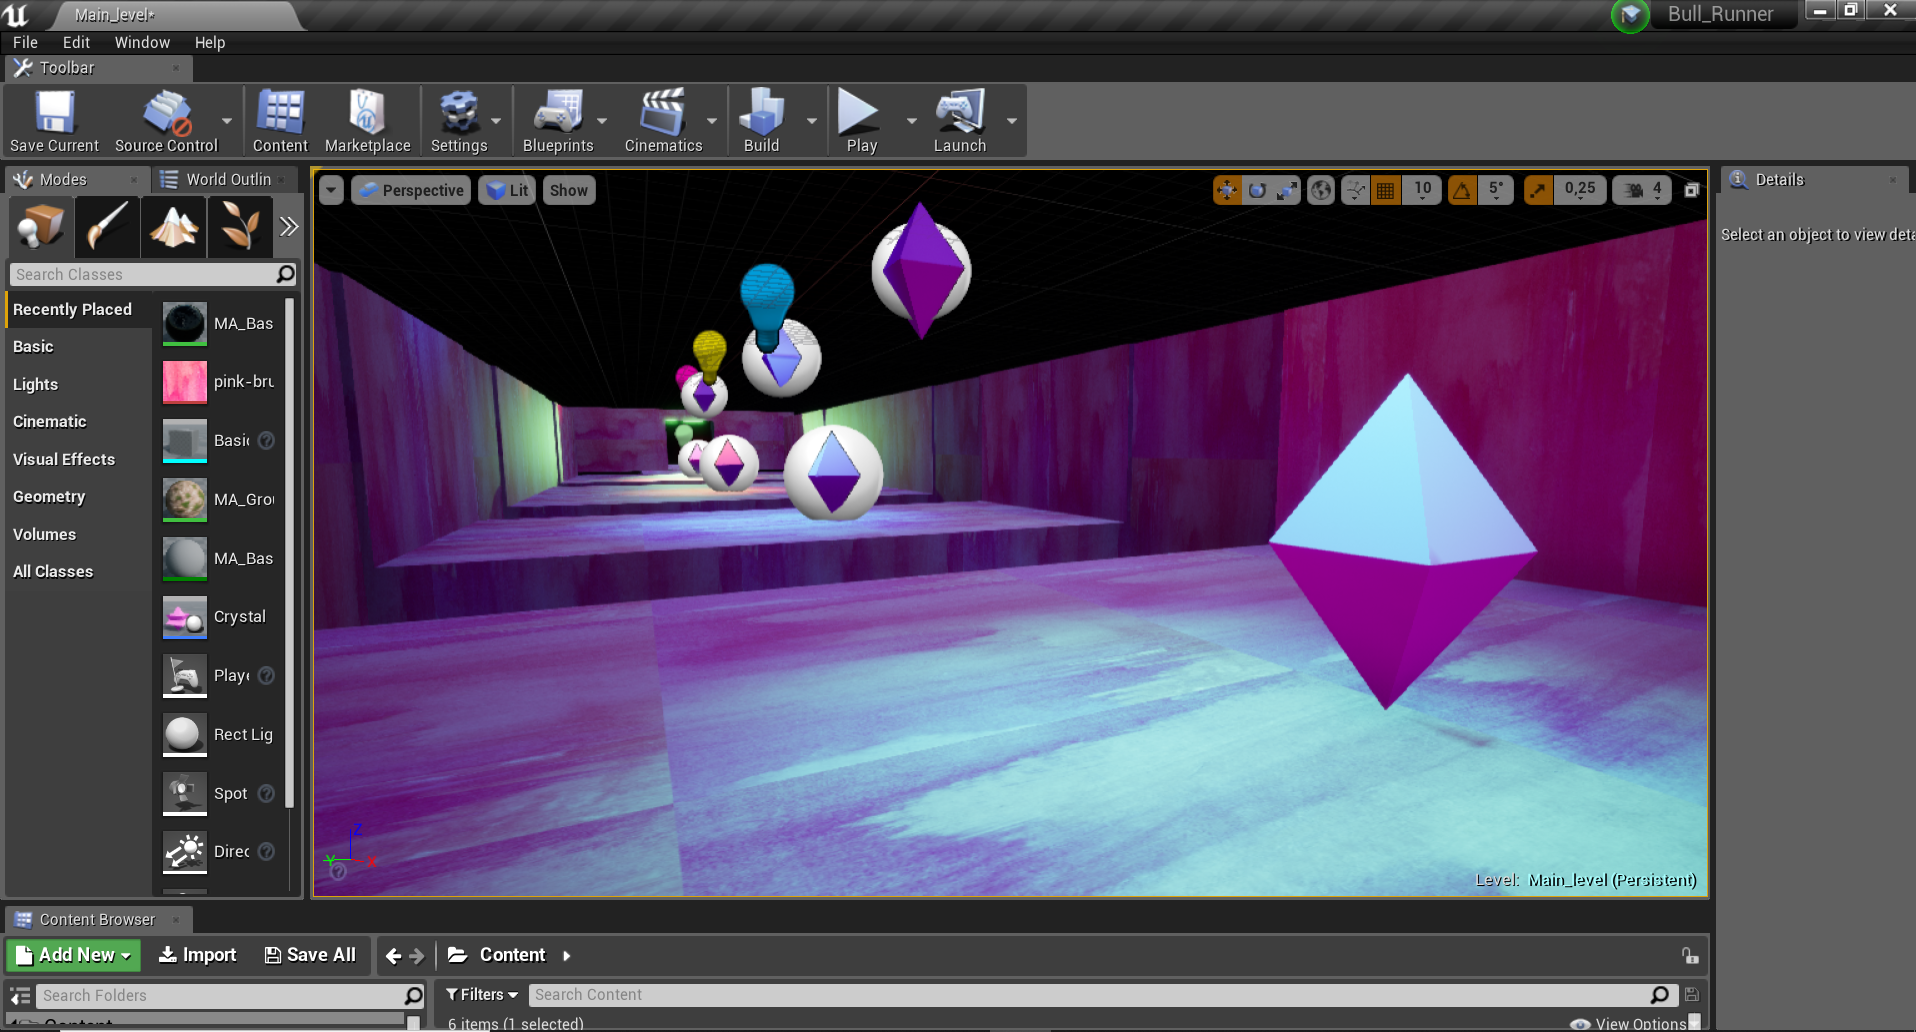 Main_level*
Bull_Runner
File Edit Window Help
Toolbar
Save Current Source Control Content Marketplace Settings Blueprints Cinematics Build Play Launch
Modes World Outlin
Perspective Lit Show 10 5° 0,25 4
Details
Search Classes
Select an object to view deta
Recently Placed
Basic
Lights
Cinematic
Visual Effects
Geometry
Volumes
All Classes
MA_Bas
pink-bru
Basic
MA_Grou
MA_Bas
Crystal
Playe
Rect Lig
Spot
Direc
Z
Y X
Level: Main_level (Persistent)
Content Browser
Add New Import Save All Content
Search Folders Filters Search Content
Content
6 items (1 selected) View Options